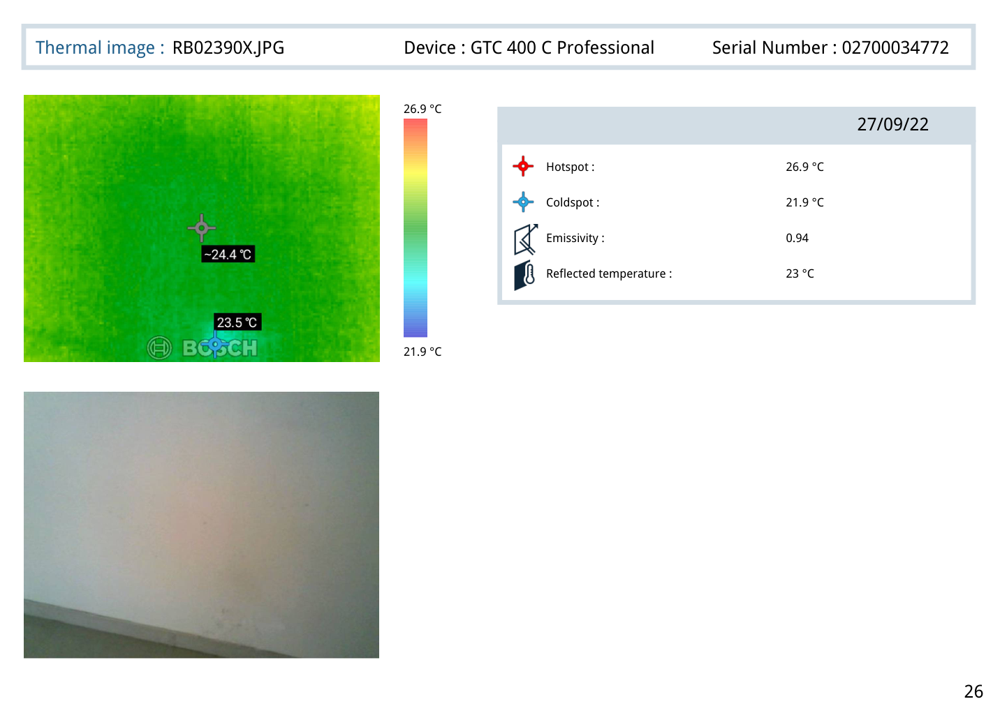 Thermal image : RB02390X.JPG Device : GTC 400 C Professional Serial Number : 02700034772
26.9 °C
27/09/22
Hotspot : 26.9 °C
Coldspot : 21.9 °C
Emissivity : 0.94
Reflected temperature : 23 °C
~24.4 °C
23.5 °C
BOSCH
21.9 °C
26